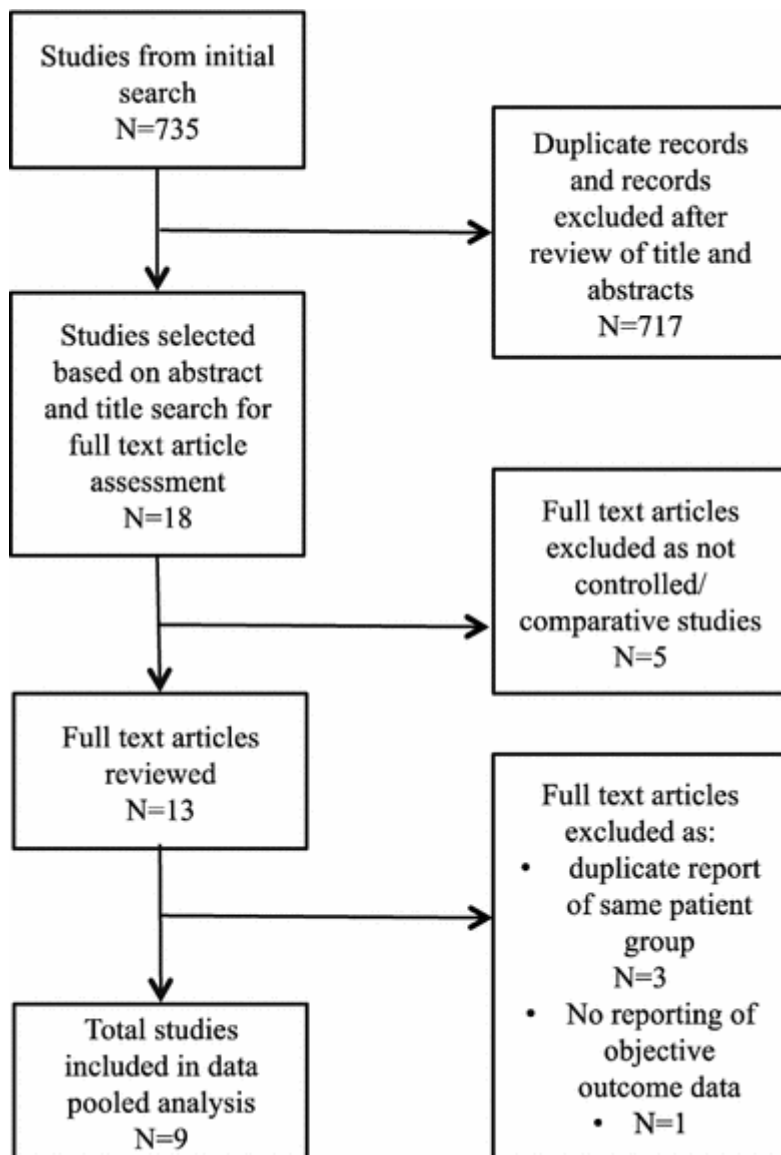 Studies from initial
search
N=735
Duplicate records
and records
excluded after
review of title and
abstracts
N=717
Studies selected
based on abstract
and title search for
full text article
assessment
N=18
Full text articles
excluded as not
controlled/
comparative studies
N=5
Full text articles
reviewed
N=13
Full text articles
excluded as:
• duplicate report
of same patient
group
N=3
• No reporting of
objective
outcome data
• N=1
Total studies
included in data
pooled analysis
N=9